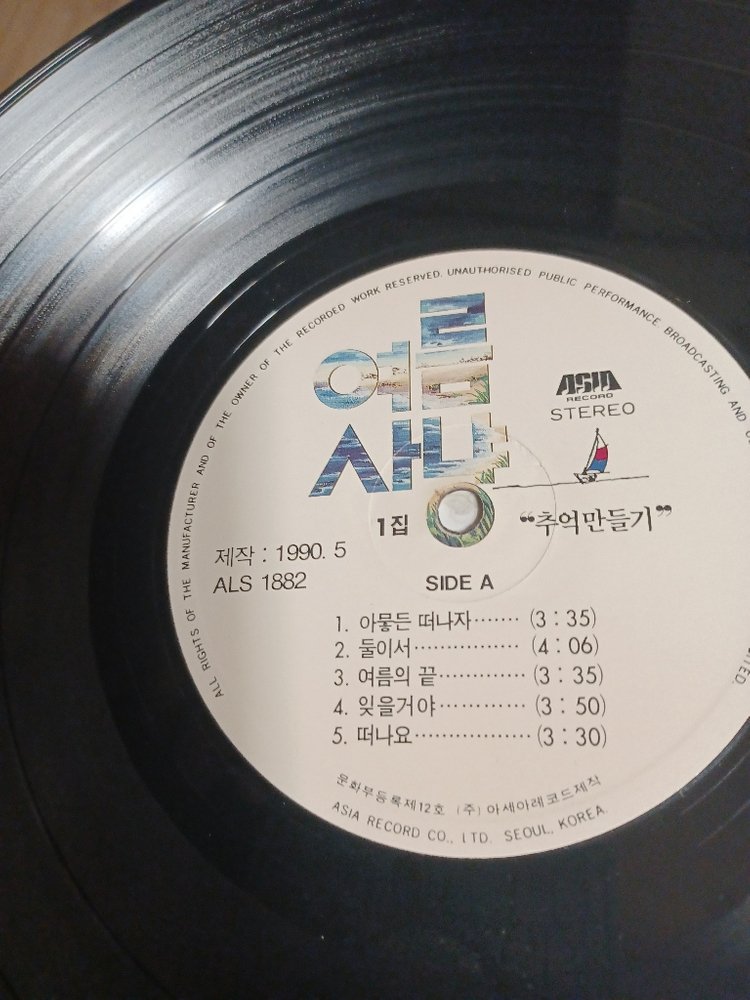 ALL RIGHTS OF THE MANUFACTURER AND OF THE OWNER OF THE RECORDED WORK RESERVED. UNAUTHORISED PUBLIC PERFORMANCE BROADCASTING AND
여름
사냥
ASIA
RECORD
STEREO
1집
“추억만들기”
제작 : 1990. 5
ALS 1882
SIDE A
1. 아뭏든 떠나자······· (3 : 35)
2. 둘이서················ (4 : 06)
3. 여름의 끝············· (3 : 35)
4. 잊을거야············· (3 : 50)
5. 떠나요················· (3 : 30)
문화부등록제12호 (주) 아세아레코드제작
ASIA RECORD CO., LTD. SEOUL, KOREA.